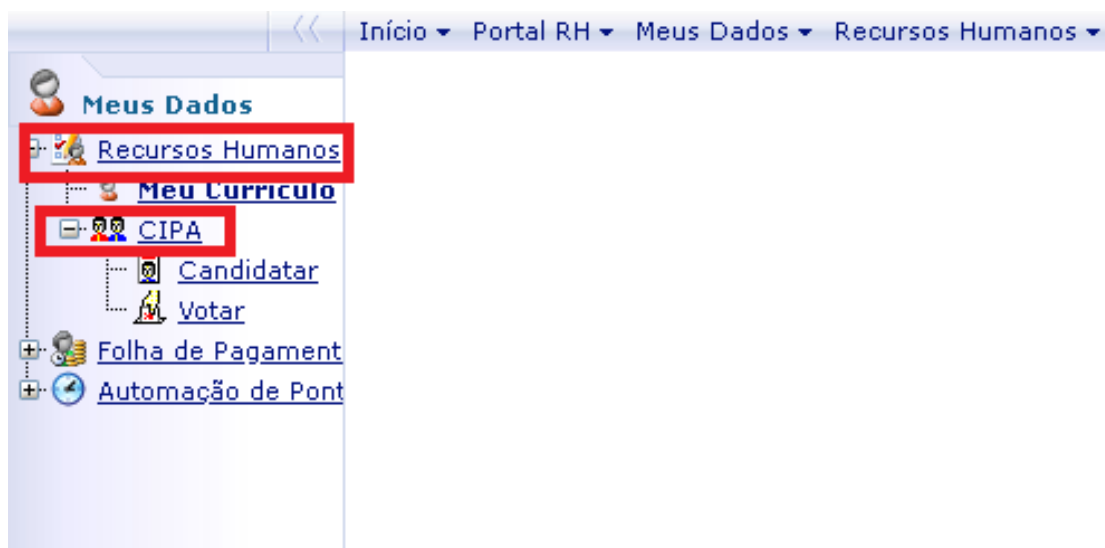 Início Portal RH Meus Dados Recursos Humanos
Meus Dados
Recursos Humanos
Meu Currículo
CIPA
Candidatar
Votar
Folha de Pagament
Automação de Pont